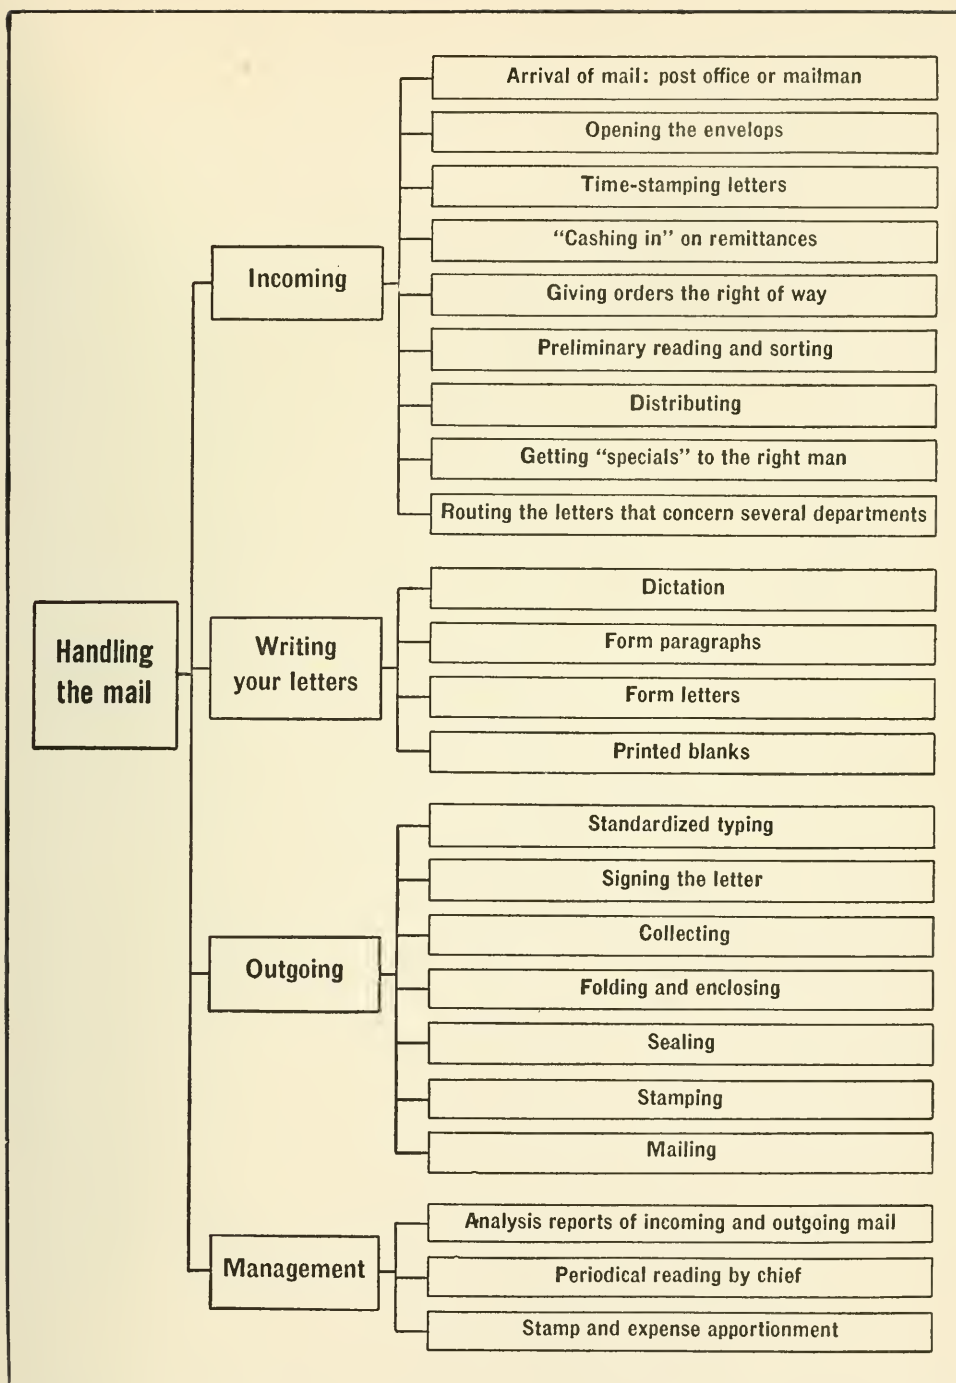 Handling
the mail
Incoming
Arrival of mail: post office or mailman
Opening the envelops
Time-stamping letters
“Cashing in” on remittances
Giving orders the right of way
Preliminary reading and sorting
Distributing
Getting “specials” to the right man
Routing the letters that concern several departments
Writing
your letters
Dictation
Form paragraphs
Form letters
Printed blanks
Outgoing
Standardized typing
Signing the letter
Collecting
Folding and enclosing
Sealing
Stamping
Mailing
Management
Analysis reports of incoming and outgoing mail
Periodical reading by chief
Stamp and expense apportionment